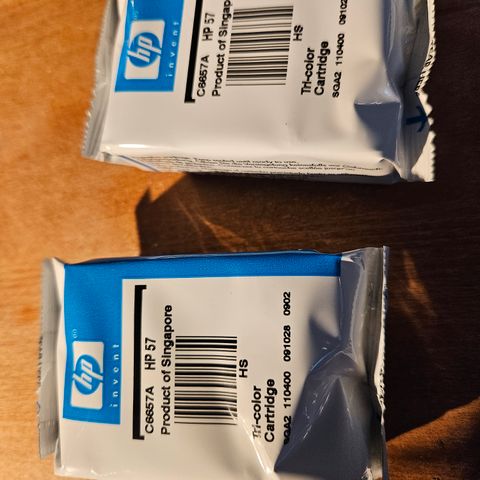 hp
invent
C6657A HP 57
Product of Singapore
HS
Tri-color
Cartridge
SGA2 110400 0910
hp
invent
C6657A HP 57
Product of Singapore
HS
Tri-color
Cartridge
SGA2 110400 091028 0902